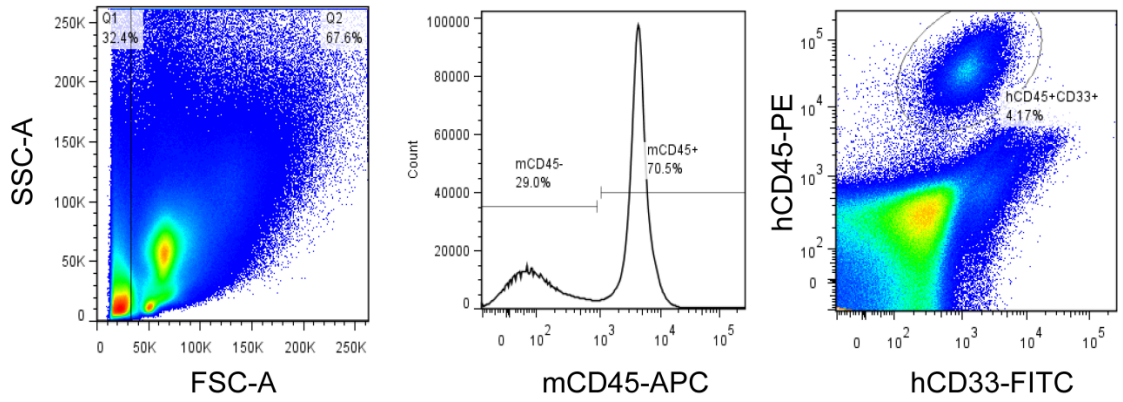 Q1
32.4%
Q2
67.6%
250K
200K
150K
100K
50K
0
SSC-A
0 50K 100K 150K 200K 250K
FSC-A
100000
80000
60000
40000
20000
0
Count
mCD45-
29.0%
mCD45+
70.5%
0 10² 10³ 10⁴ 10⁵
mCD45-APC
10⁵
10⁴
10³
10²
0
hCD45-PE
hCD45+CD33+
4.17%
0 10² 10³ 10⁴ 10⁵
hCD33-FITC